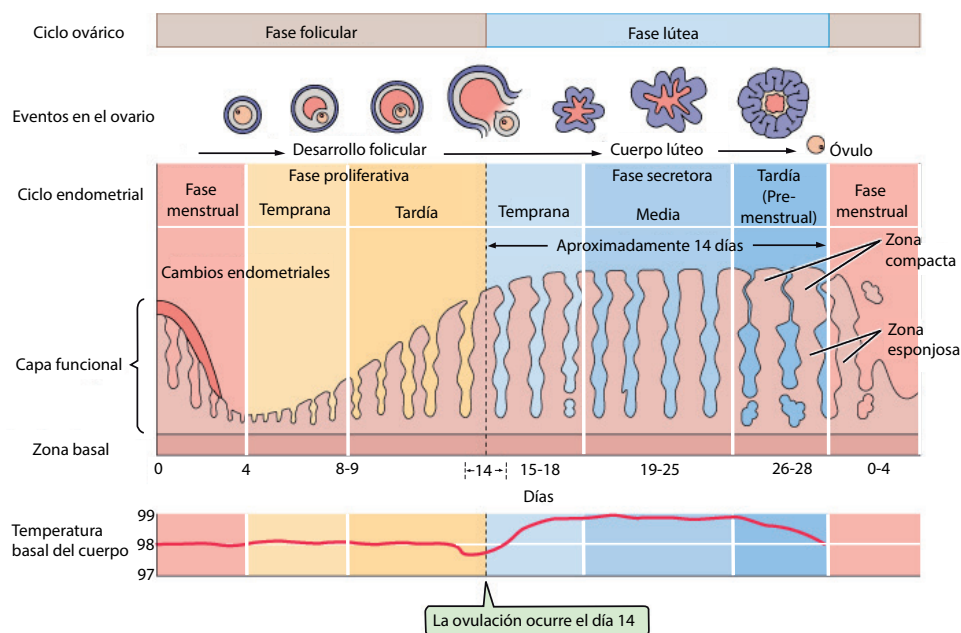 Ciclo ovárico
Fase folicular
Fase lútea
Eventos en el ovario
Desarrollo folicular
Cuerpo lúteo
Óvulo
Ciclo endometrial
Fase
menstrual
Fase proliferativa
Temprana
Tardía
Fase secretora
Temprana
Media
Tardía
(Pre-
menstrual)
Fase
menstrual
Aproximadamente 14 días
Zona
compacta
Cambios endometriales
Capa funcional
Zona
esponjosa
Zona basal
0 4 8-9 14 15-18 19-25 26-28 0-4
Días
Temperatura
basal del cuerpo
99
98
97
La ovulación ocurre el día 14